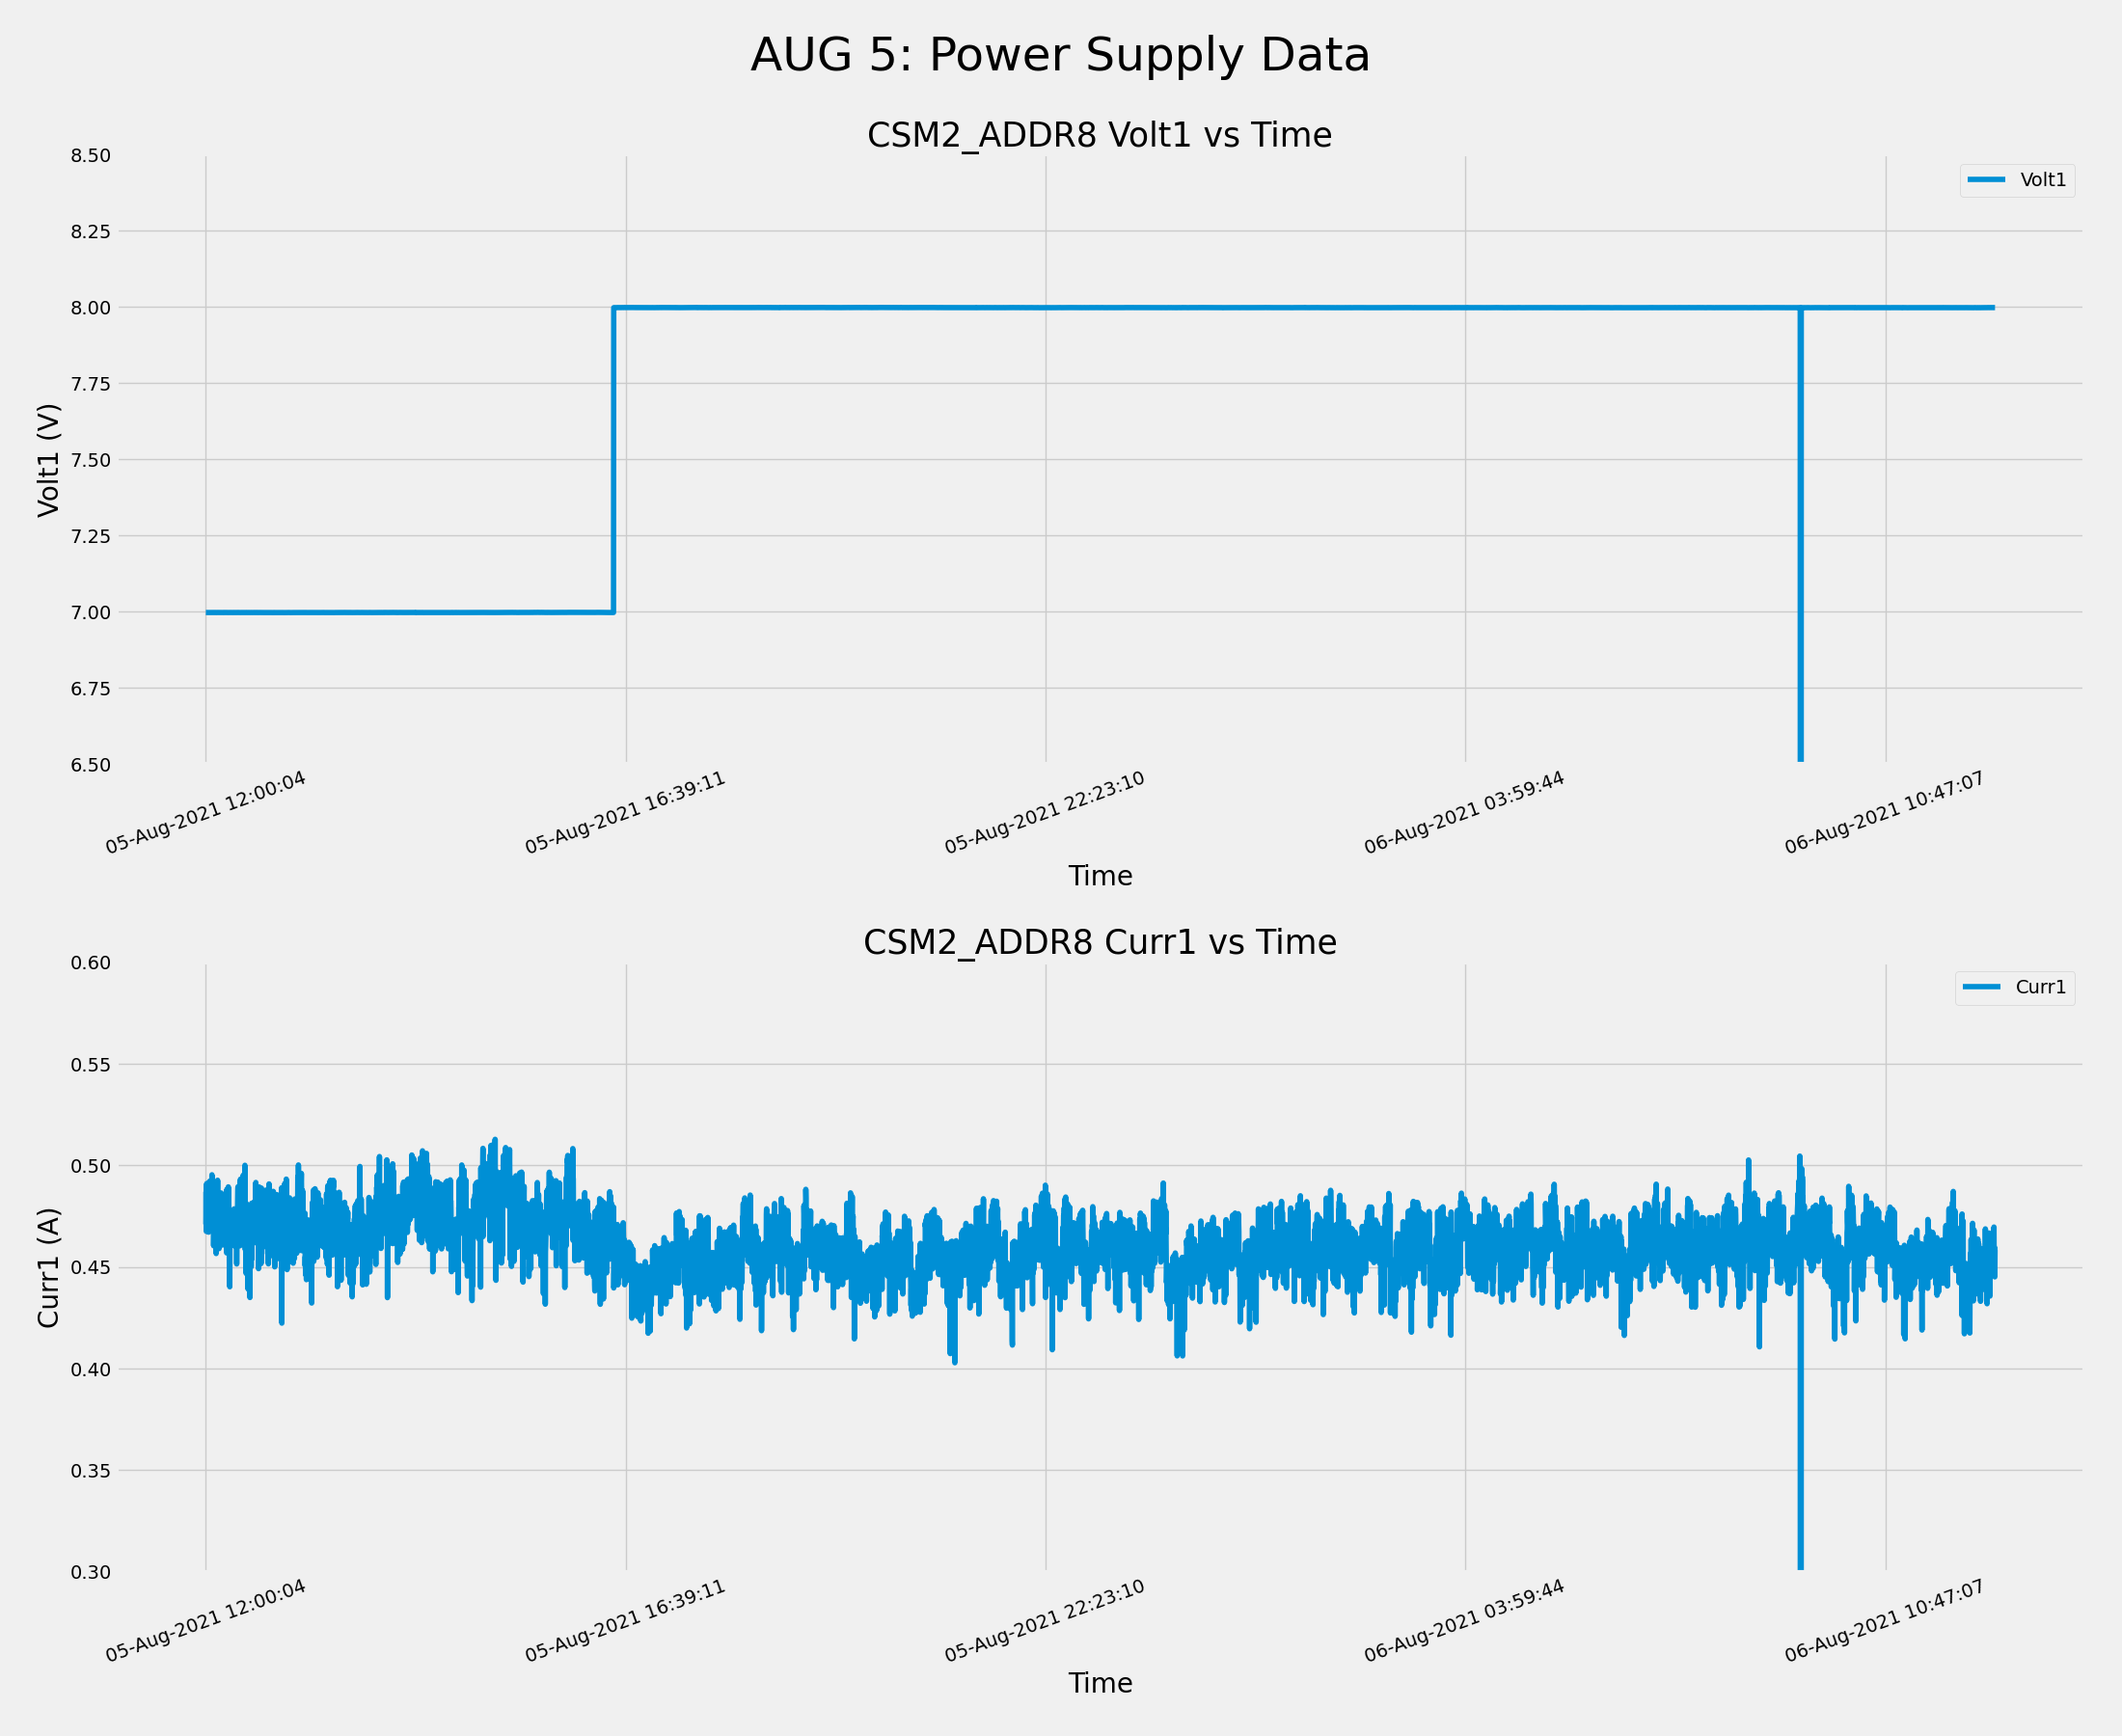 AUG 5: Power Supply Data
CSM2_ADDR8 Volt1 vs Time
Volt1
8.50
8.25
8.00
7.75
7.50
7.25
7.00
6.75
6.50
Volt1 (V)
05-Aug-2021 12:00:04
05-Aug-2021 16:39:11
05-Aug-2021 22:23:10
06-Aug-2021 03:59:44
06-Aug-2021 10:47:07
Time
CSM2_ADDR8 Curr1 vs Time
Curr1
0.60
0.55
0.50
0.45
0.40
0.35
0.30
Curr1 (A)
05-Aug-2021 12:00:04
05-Aug-2021 16:39:11
05-Aug-2021 22:23:10
06-Aug-2021 03:59:44
06-Aug-2021 10:47:07
Time